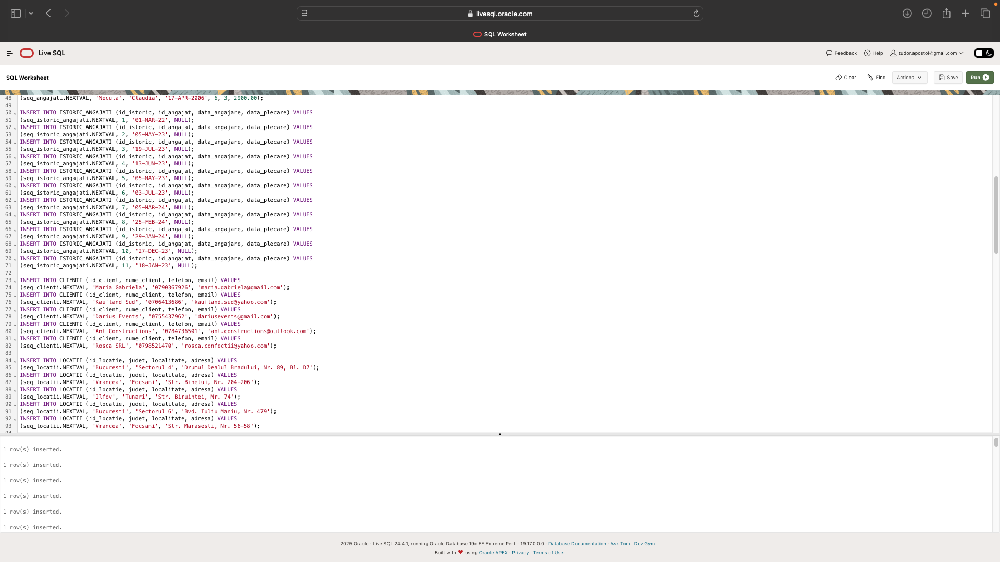 livesql.oracle.com
SQL Worksheet
Live SQL
Feedback
Help
tudor.apostol@gmail.com
SQL Worksheet
Clear
Find
Actions
Save
Run
48 (seq_angajati.NEXTVAL, 'Necula', 'Claudia', '17-APR-2006', 6, 3, 2900.00);
49
50 INSERT INTO ISTORIC_ANGAJATI (id_istoric, id_angajat, data_angajare, data_plecare) VALUES
51 (seq_istoric_angajati.NEXTVAL, 1, '01-MAR-22', NULL);
52 INSERT INTO ISTORIC_ANGAJATI (id_istoric, id_angajat, data_angajare, data_plecare) VALUES
53 (seq_istoric_angajati.NEXTVAL, 2, '05-MAY-23', NULL);
54 INSERT INTO ISTORIC_ANGAJATI (id_istoric, id_angajat, data_angajare, data_plecare) VALUES
55 (seq_istoric_angajati.NEXTVAL, 3, '19-JUL-23', NULL);
56 INSERT INTO ISTORIC_ANGAJATI (id_istoric, id_angajat, data_angajare, data_plecare) VALUES
57 (seq_istoric_angajati.NEXTVAL, 4, '13-JUN-23', NULL);
58 INSERT INTO ISTORIC_ANGAJATI (id_istoric, id_angajat, data_angajare, data_plecare) VALUES
59 (seq_istoric_angajati.NEXTVAL, 5, '05-MAY-23', NULL);
60 INSERT INTO ISTORIC_ANGAJATI (id_istoric, id_angajat, data_angajare, data_plecare) VALUES
61 (seq_istoric_angajati.NEXTVAL, 6, '03-JUL-23', NULL);
62 INSERT INTO ISTORIC_ANGAJATI (id_istoric, id_angajat, data_angajare, data_plecare) VALUES
63 (seq_istoric_angajati.NEXTVAL, 7, '05-MAR-24', NULL);
64 INSERT INTO ISTORIC_ANGAJATI (id_istoric, id_angajat, data_angajare, data_plecare) VALUES
65 (seq_istoric_angajati.NEXTVAL, 8, '25-FEB-24', NULL);
66 INSERT INTO ISTORIC_ANGAJATI (id_istoric, id_angajat, data_angajare, data_plecare) VALUES
67 (seq_istoric_angajati.NEXTVAL, 9, '29-JAN-24', NULL);
68 INSERT INTO ISTORIC_ANGAJATI (id_istoric, id_angajat, data_angajare, data_plecare) VALUES
69 (seq_istoric_angajati.NEXTVAL, 10, '27-DEC-23', NULL);
70 INSERT INTO ISTORIC_ANGAJATI (id_istoric, id_angajat, data_angajare, data_plecare) VALUES
71 (seq_istoric_angajati.NEXTVAL, 11, '18-JAN-23', NULL);
72
73 INSERT INTO CLIENTI (id_client, nume_client, telefon, email) VALUES
74 (seq_clienti.NEXTVAL, 'Maria Gabriela', '0790367926', 'maria.gabriela@gmail.com');
75 INSERT INTO CLIENTI (id_client, nume_client, telefon, email) VALUES
76 (seq_clienti.NEXTVAL, 'Kaufland Sud', '0706413686', 'kaufland.sud@yahoo.com');
77 INSERT INTO CLIENTI (id_client, nume_client, telefon, email) VALUES
78 (seq_clienti.NEXTVAL, 'Darius Events', '0755437962', 'dariusevents@gmail.com');
79 INSERT INTO CLIENTI (id_client, nume_client, telefon, email) VALUES
80 (seq_clienti.NEXTVAL, 'Ant Constructions', '0784736501', 'ant.constructions@outlook.com');
81 INSERT INTO CLIENTI (id_client, nume_client, telefon, email) VALUES
82 (seq_clienti.NEXTVAL, 'Rosca SRL', '0798521470', 'rosca.confectii@yahoo.com');
83
84 INSERT INTO LOCATII (id_locatie, judet, localitate, adresa) VALUES
85 (seq_locatii.NEXTVAL, 'Bucuresti', 'Sectorul 4', 'Drumul Dealul Bradului, Nr. 89, Bl. D7');
86 INSERT INTO LOCATII (id_locatie, judet, localitate, adresa) VALUES
87 (seq_locatii.NEXTVAL, 'Vrancea', 'Focsani', 'Str. Binelui, Nr. 204-206');
88 INSERT INTO LOCATII (id_locatie, judet, localitate, adresa) VALUES
89 (seq_locatii.NEXTVAL, 'Ilfov', 'Tunari', 'Str. Biruintei, Nr. 74');
90 INSERT INTO LOCATII (id_locatie, judet, localitate, adresa) VALUES
91 (seq_locatii.NEXTVAL, 'Bucuresti', 'Sectorul 6', 'Bvd. Iuliu Maniu, Nr. 479');
92 INSERT INTO LOCATII (id_locatie, judet, localitate, adresa) VALUES
93 (seq_locatii.NEXTVAL, 'Vrancea', 'Focsani', 'Str. Marasesti, Nr. 56-58');
94
1 row(s) inserted.
1 row(s) inserted.
1 row(s) inserted.
1 row(s) inserted.
1 row(s) inserted.
1 row(s) inserted.
2025 Oracle · Live SQL 24.4.1, running Oracle Database 19c EE Extreme Perf - 19.17.0.0.0 · Database Documentation · Ask Tom · Dev Gym
Built with ♥ using Oracle APEX · Privacy · Terms of Use